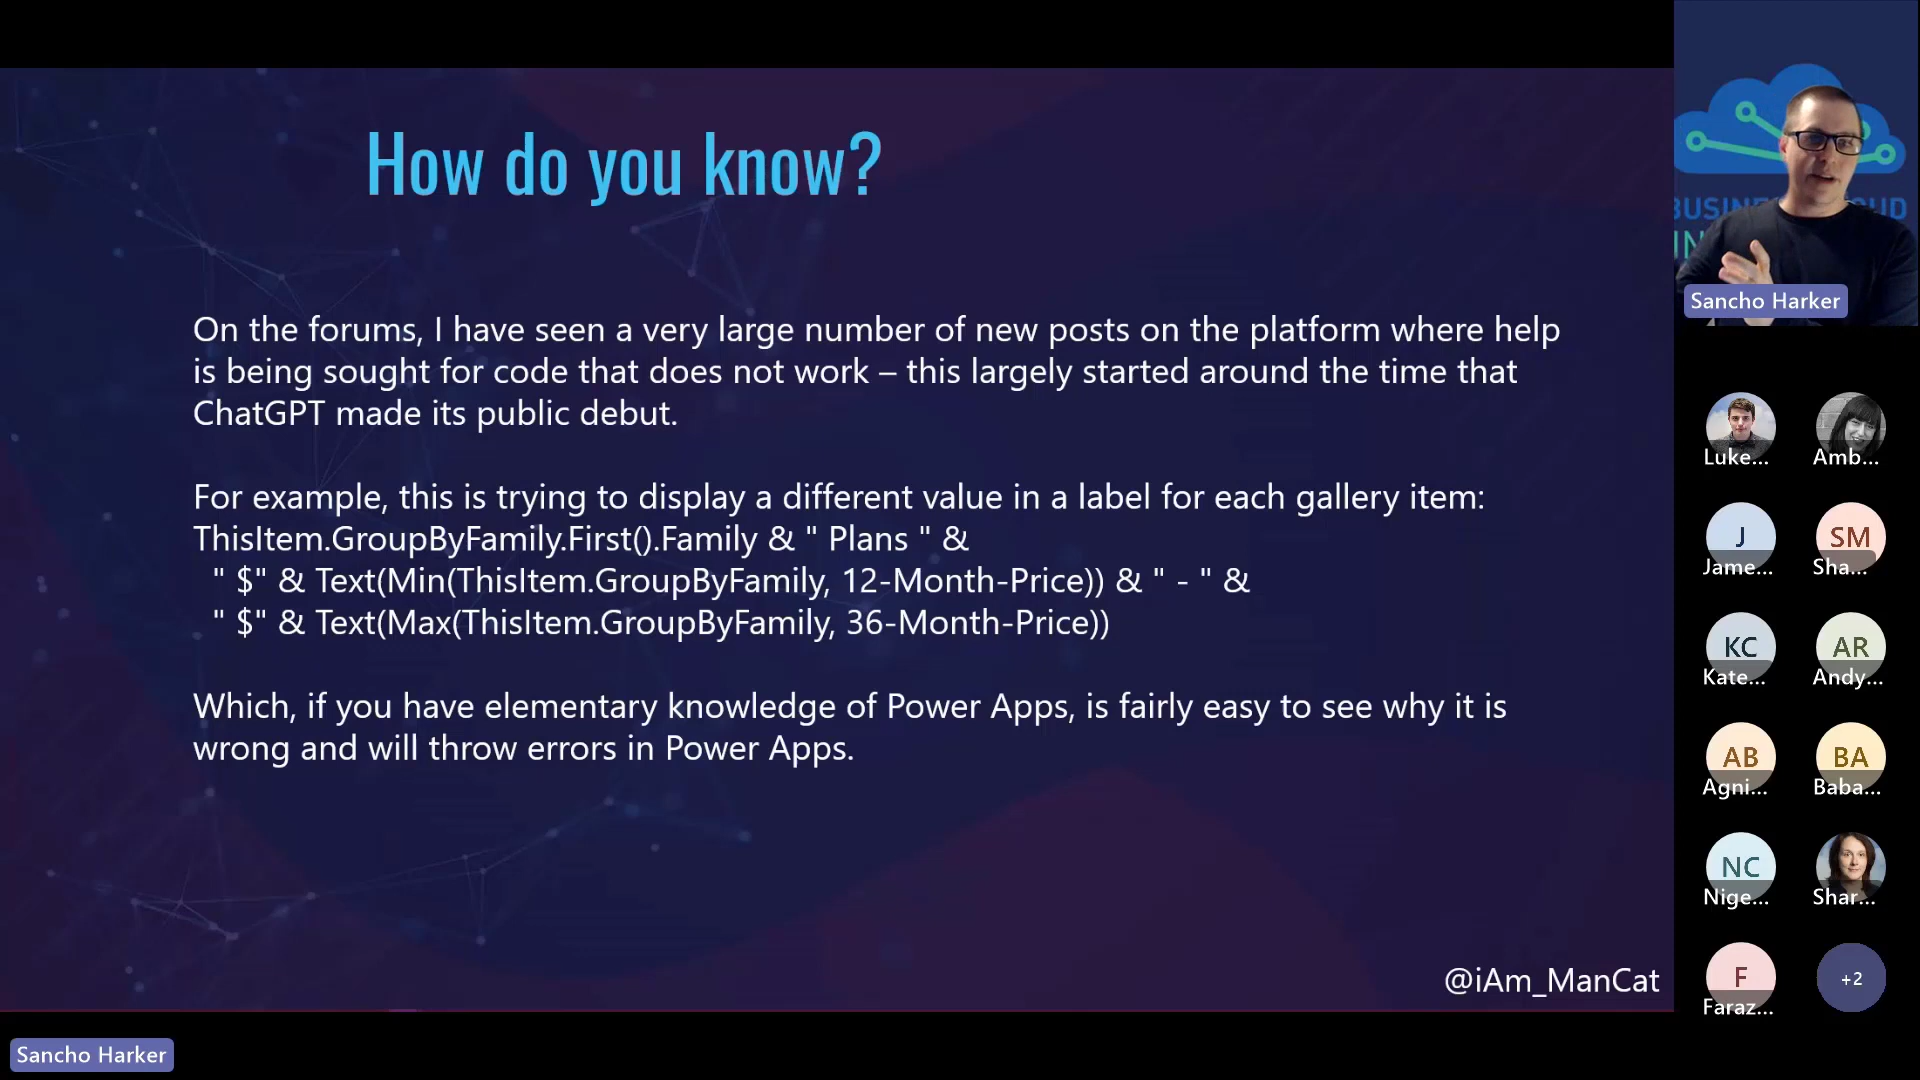 How do you know?
On the forums, I have seen a very large number of new posts on the platform where help
is being sought for code that does not work – this largely started around the time that
ChatGPT made its public debut.
For example, this is trying to display a different value in a label for each gallery item:
ThisItem.GroupByFamily.First().Family & " Plans " &
" $" & Text(Min(ThisItem.GroupByFamily, 12-Month-Price)) & " - " &
" $" & Text(Max(ThisItem.GroupByFamily, 36-Month-Price))
Which, if you have elementary knowledge of Power Apps, is fairly easy to see why it is
wrong and will throw errors in Power Apps.
@iAm_ManCat
Sancho Harker
Sancho Harker
Luke...
Amb...
J
Jame...
SM
Sha...
KC
Kate...
AR
Andy...
AB
Agni...
BA
Baba...
NC
Nige...
Shar...
F
Faraz...
+2